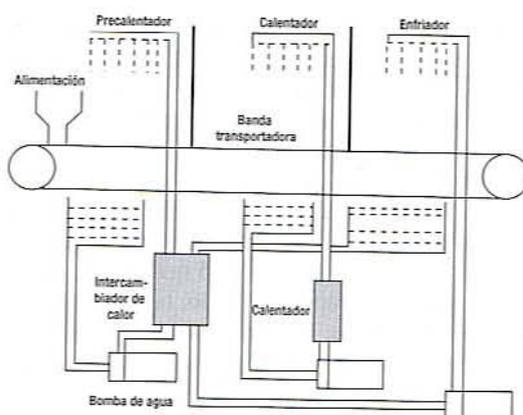 Precalentador
Calentador
Enfriador
Alimentación
Banda
transportadora
Intercam-
biador de
calor
Calentador
Bomba de agua